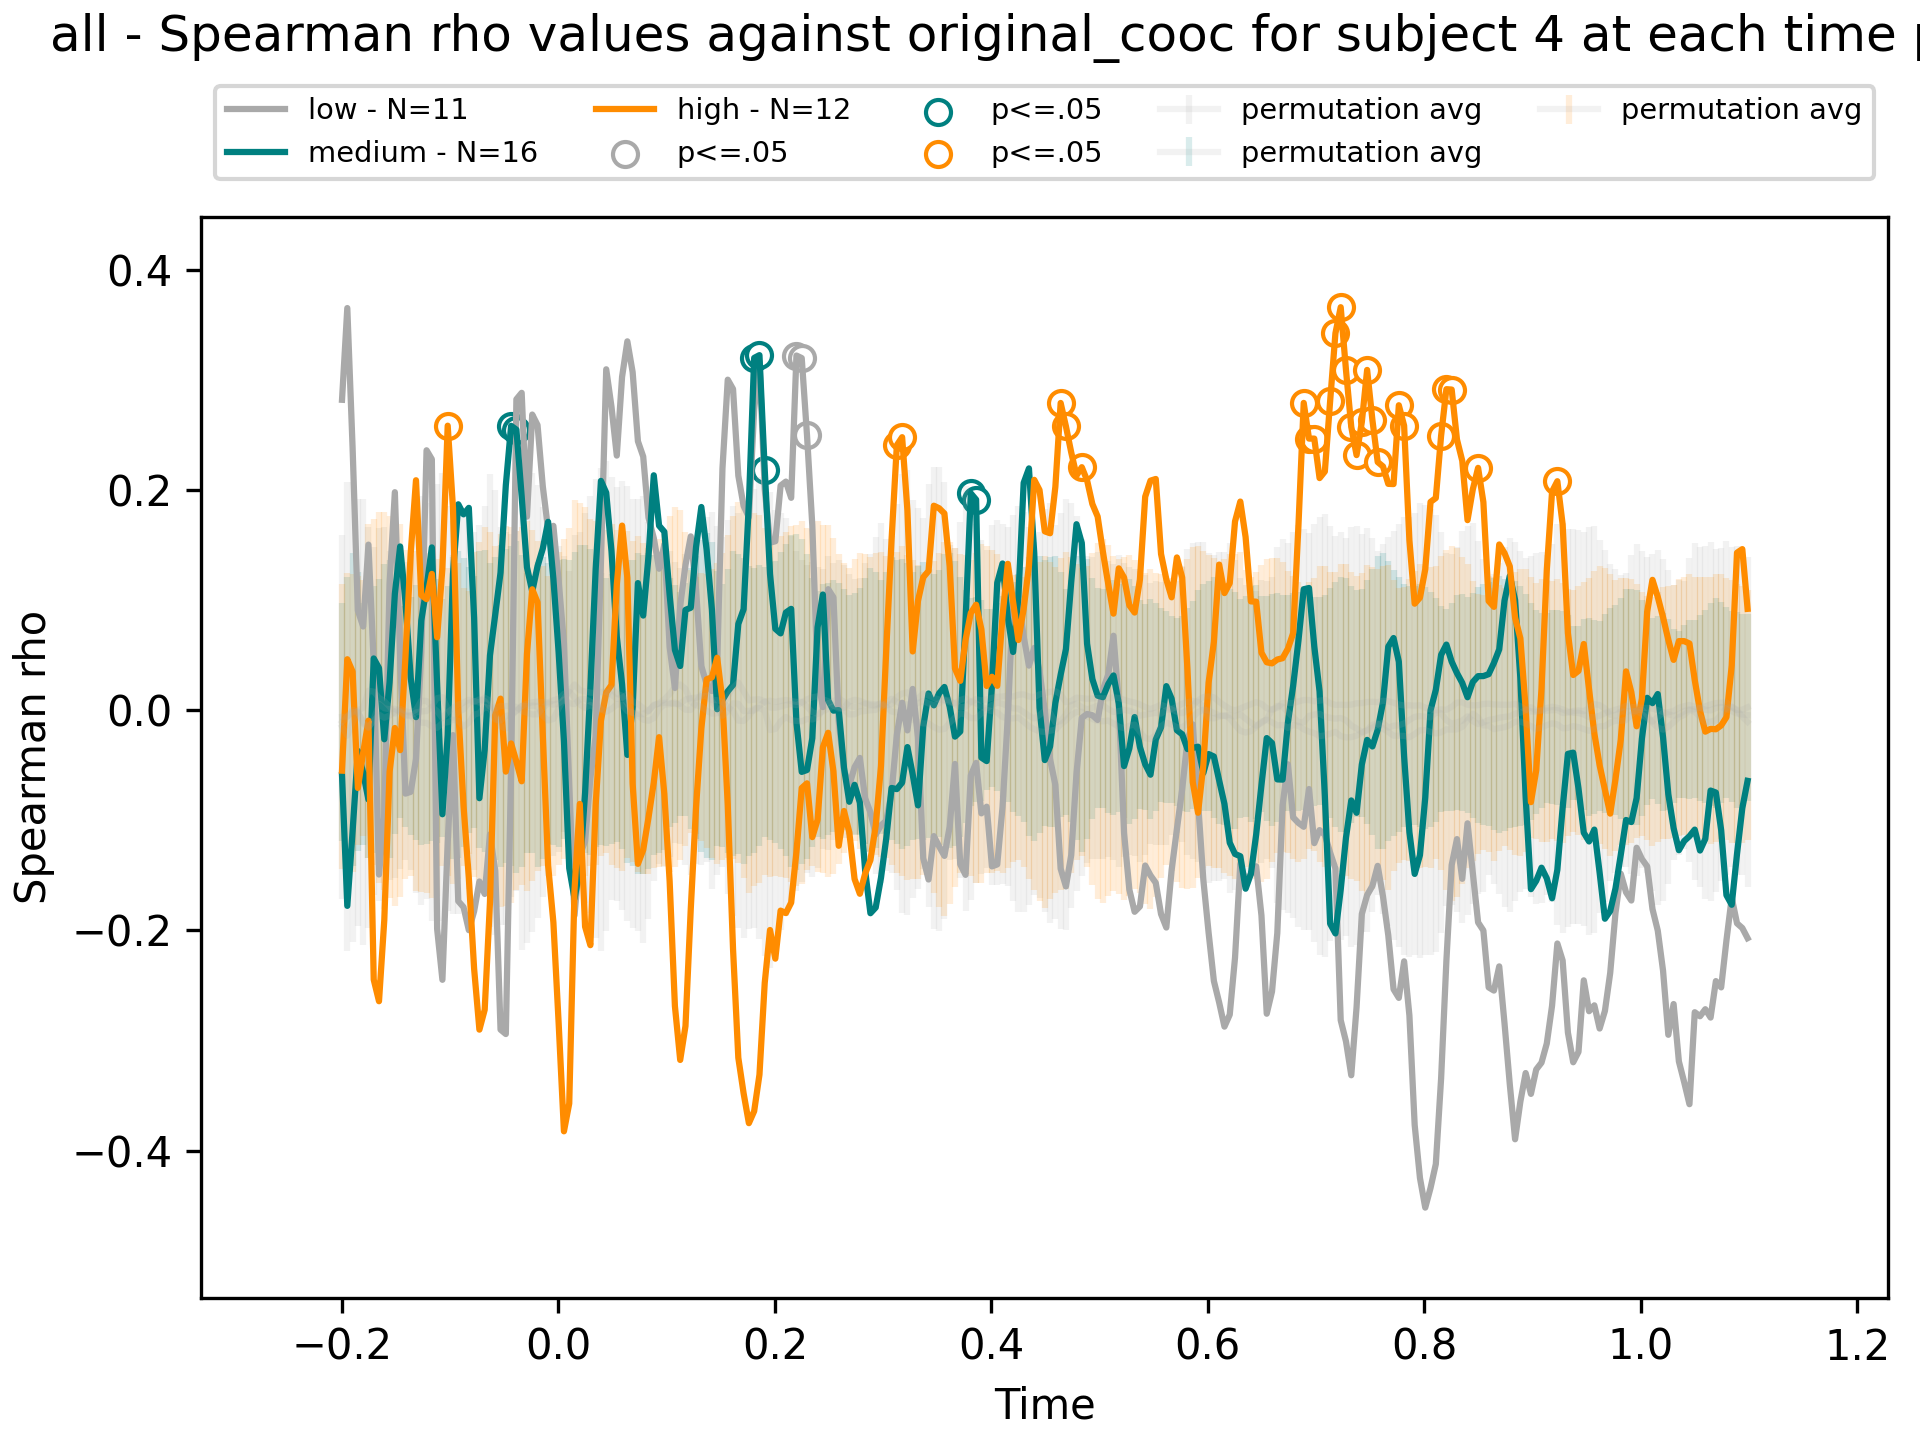 all - Spearman rho values against original_cooc for subject 4 at each time
low - N=11
medium - N=16
high - N=12
p<=.05
p<=.05
p<=.05
permutation avg
permutation avg
permutation avg
Spearman rho
0.4
0.2
0.0
−0.2
−0.4
−0.2
0.0
0.2
0.4
0.6
0.8
1.0
1.2
Time